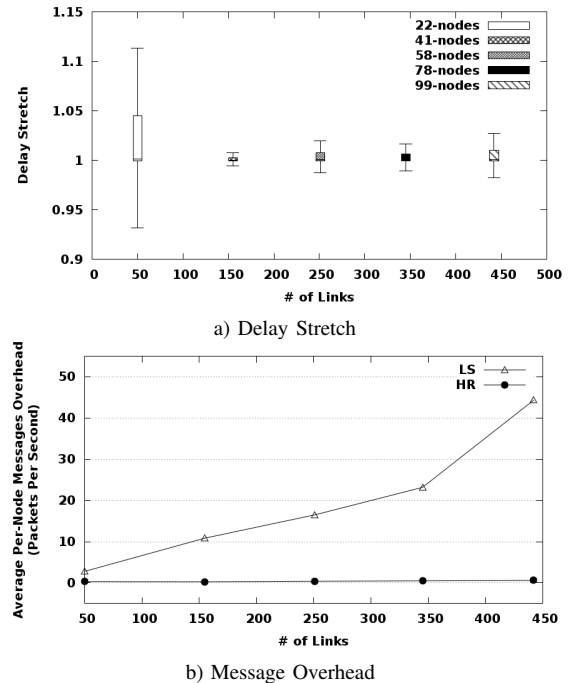 1.15
1.1
1.05
1
0.95
0.9
Delay Stretch
22-nodes
41-nodes
58-nodes
78-nodes
99-nodes
0 50 100 150 200 250 300 350 400 450 500
# of Links
a) Delay Stretch
50
40
30
20
10
0
Average Per-Node Messages Overhead
(Packets Per Second)
LS
HR
50 100 150 200 250 300 350 400 450
# of Links
b) Message Overhead